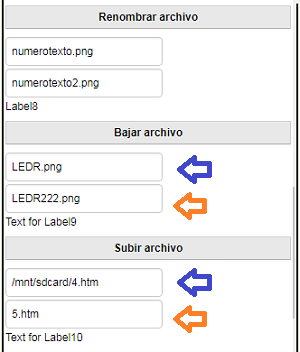 Renombrar archivo
numerotexto.png
numerotexto2.png
Label8
Bajar archivo
LEDR.png
LEDR222.png
Text for Label9
Subir archivo
/mnt/sdcard/4.htm
5.htm
Text for Label10